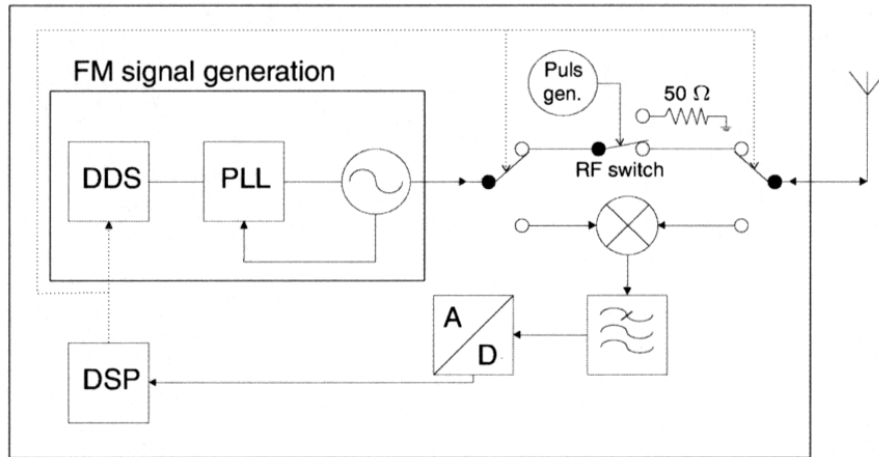 FM signal generation
Puls
gen.
50 Ω
RF switch
DDS
PLL
A
D
DSP